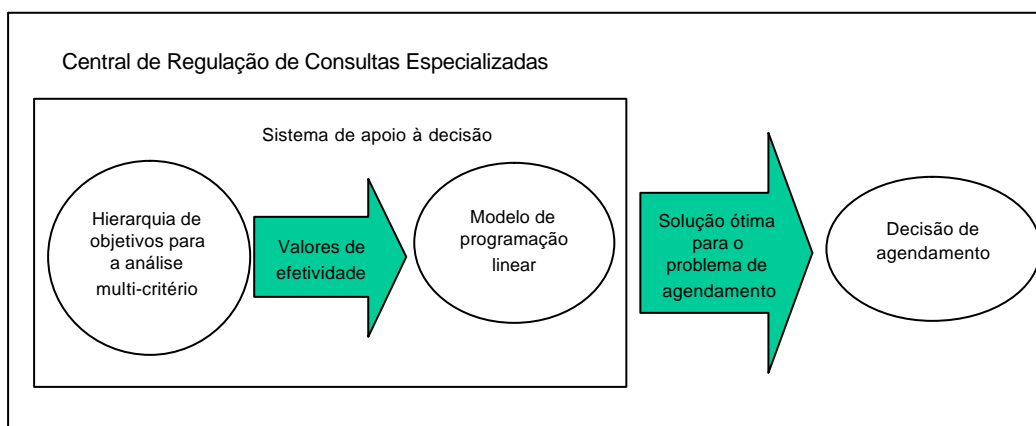 Central de Regulação de Consultas Especializadas
Sistema de apoio à decisão
Hierarquia de
objetivos para
a análise
multi-critério
Valores de
efetividade
Modelo de
programação
linear
Solução ótima
para o
problema de
agendamento
Decisão de
agendamento